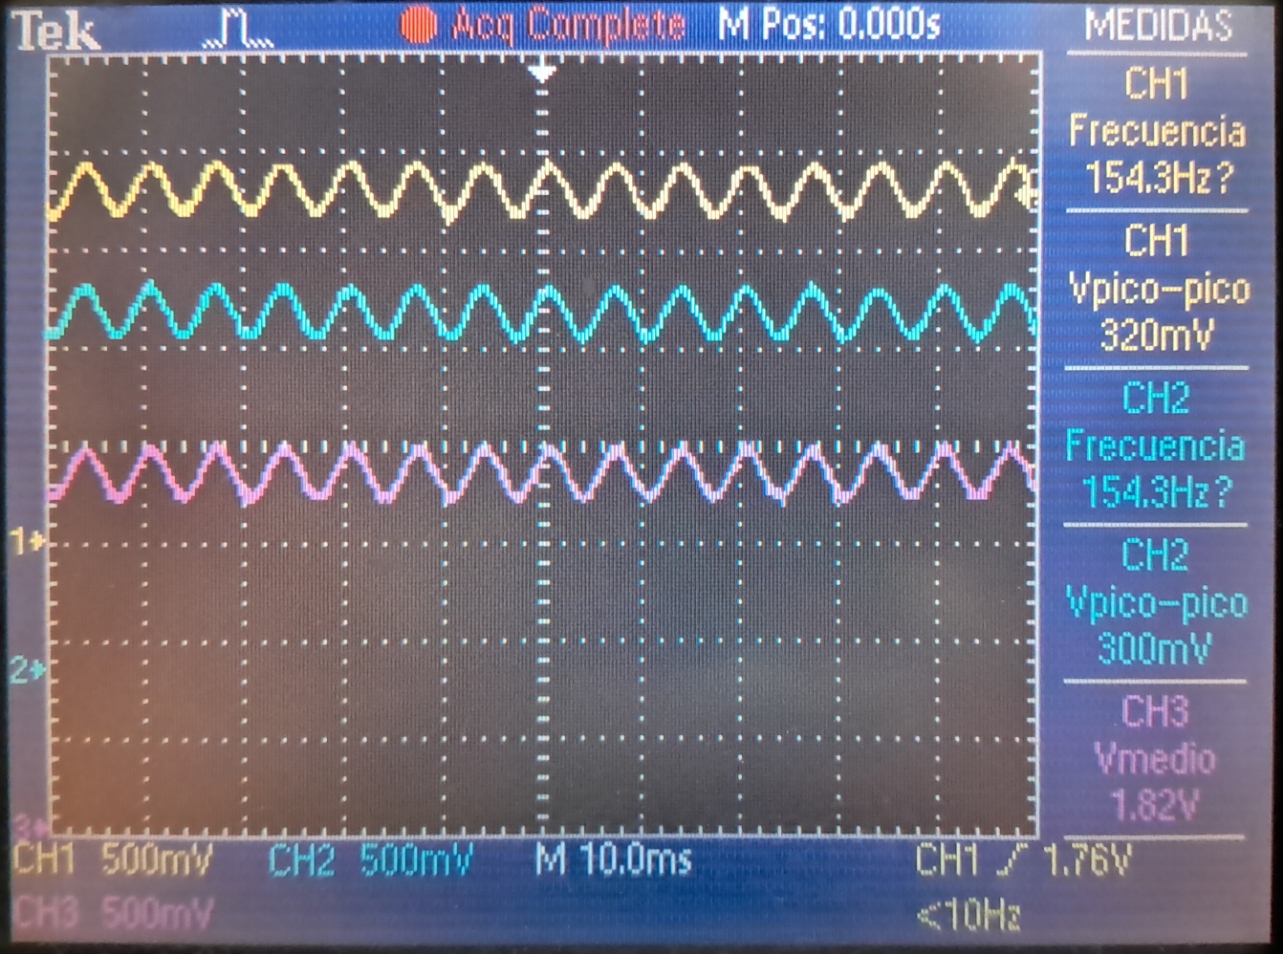 Tek
Acq Complete
M Pos: 0.000s
MEDIDAS
CH1
Frecuencia
154.3Hz?
CH1
Vpico-pico
320mV
CH2
Frecuencia
154.3Hz?
CH2
Vpico-pico
300mV
CH3
Vmedio
1.82V
1
2
3
CH1 500mV
CH2 500mV
M 10.0ms
CH1 1.76V
CH3 500mV
<10Hz